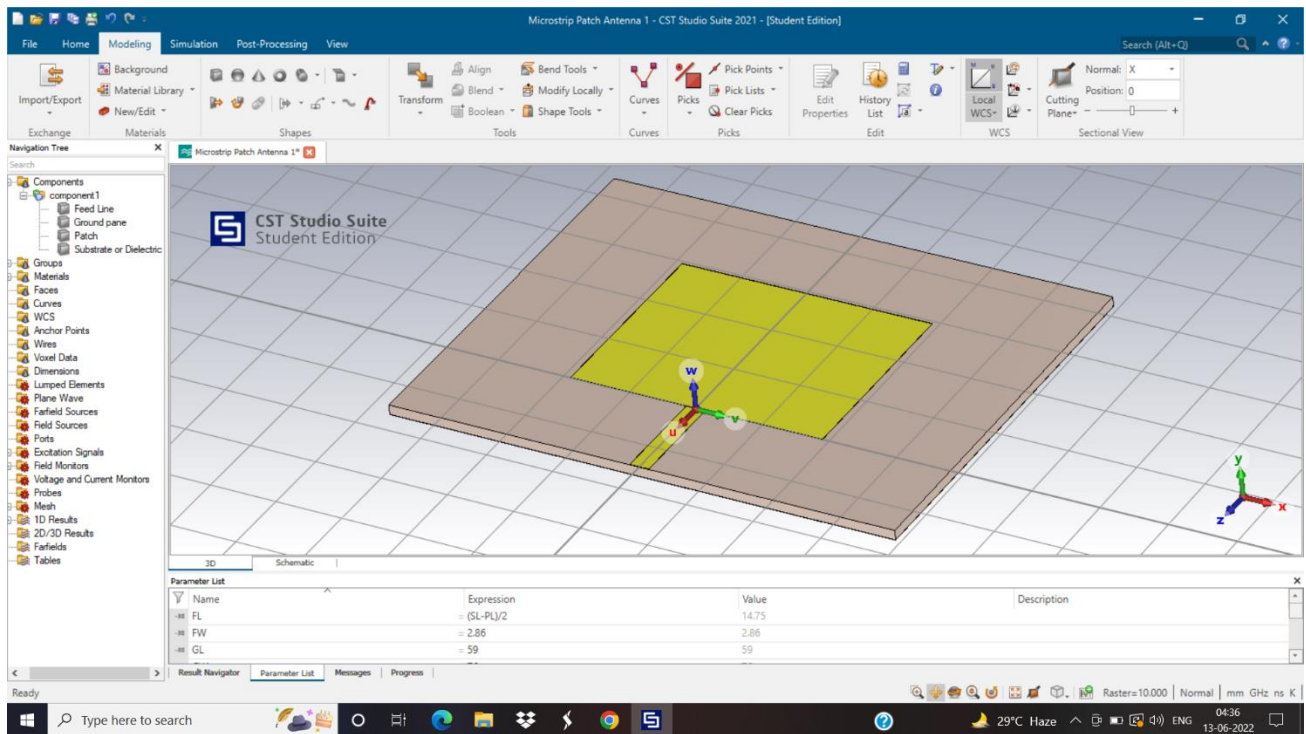 Microstrip Patch Antenna 1 - CST Studio Suite 2021 - [Student Edition]
File Home Modeling Simulation Post-Processing View Search (Alt+Q)
Import/Export
Exchange
Background
Material Library
New/Edit
Materials
Shapes
Transform
Align
Blend
Boolean
Bend Tools
Modify Locally
Shape Tools
Tools
Curves
Curves
Picks
Pick Points
Pick Lists
Clear Picks
Picks
Edit
Properties
History
List
Edit
Local
WCS
WCS
Cutting
Plane
Normal: X
Position: 0
Sectional View
Navigation Tree
Search
Components
component1
Feed Line
Ground pane
Patch
Substrate or Dielectric
Groups
Materials
Faces
Curves
WCS
Anchor Points
Wires
Voxel Data
Dimensions
Lumped Elements
Plane Wave
Farfield Sources
Field Sources
Ports
Excitation Signals
Field Monitors
Voltage and Current Monitors
Probes
Mesh
1D Results
2D/3D Results
Farfields
Tables
Microstrip Patch Antenna 1*
CST Studio Suite
Student Edition
w
v
u
y
x
z
3D Schematic
Parameter List
Name Expression Value Description
FL = (SL-PL)/2 14.75
FW = 2.86 2.86
GL = 59 59
Result Navigator Parameter List Messages Progress
Ready
Raster=10.000 Normal mm GHz ns K
Type here to search
29°C Haze ENG
04:36
13-06-2022